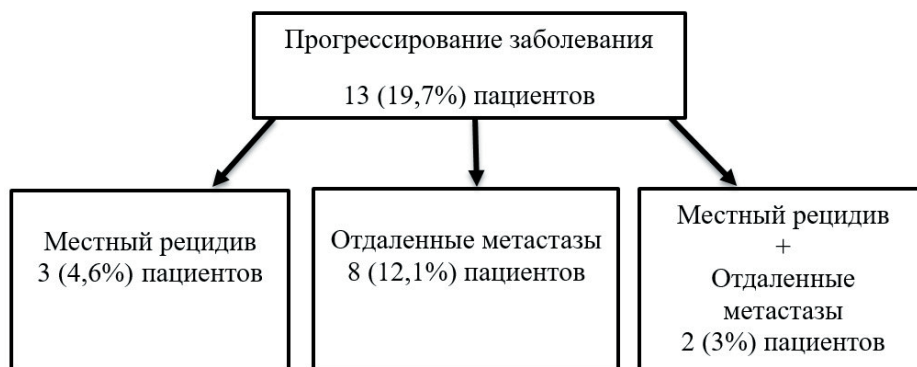 Прогрессирование заболевания
13 (19,7%) пациентов
Местный рецидив
3 (4,6%) пациентов
Отдаленные метастазы
8 (12,1%) пациентов
Местный рецидив
+
Отдаленные
метастазы
2 (3%) пациентов